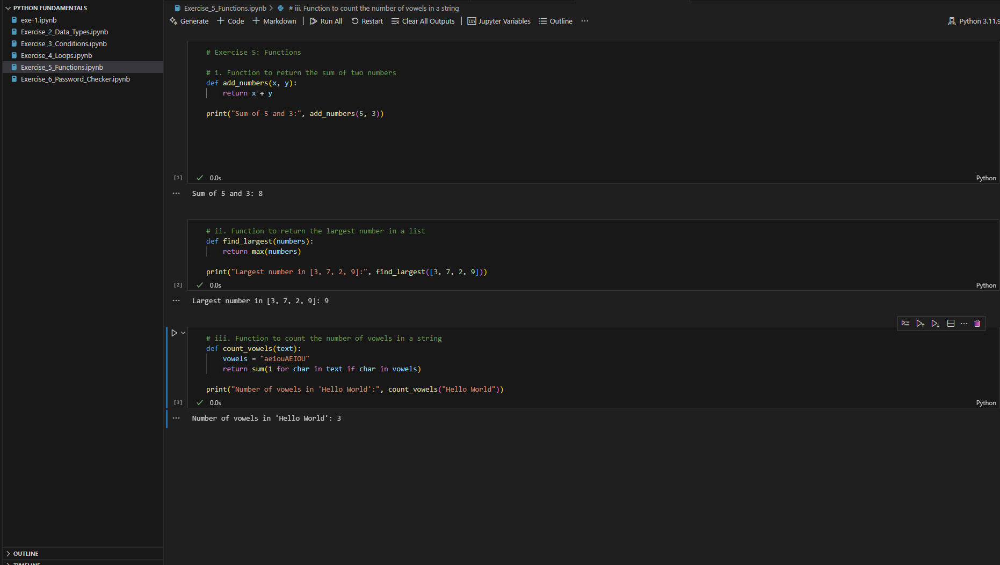 PYTHON FUNDAMENTALS
exe-1.ipynb
Exercise_2_Data_Types.ipynb
Exercise_3_Conditions.ipynb
Exercise_4_Loops.ipynb
Exercise_5_Functions.ipynb
Exercise_6_Password_Checker.ipynb
OUTLINE
TIMELINE
Exercise_5_Functions.ipynb > # iii. Function to count the number of vowels in a string
Generate + Code + Markdown | Run All Restart Clear All Outputs | Jupyter Variables Outline ...
Python 3.11.9
# Exercise 5: Functions
# i. Function to return the sum of two numbers
def add_numbers(x, y):
    return x + y
print("Sum of 5 and 3:", add_numbers(5, 3))
[1] ✓ 0.0s Python
... Sum of 5 and 3: 8
# ii. Function to return the largest number in a list
def find_largest(numbers):
    return max(numbers)
print("Largest number in [3, 7, 2, 9]:", find_largest([3, 7, 2, 9]))
[2] ✓ 0.0s Python
... Largest number in [3, 7, 2, 9]: 9
# iii. Function to count the number of vowels in a string
def count_vowels(text):
    vowels = "aeiouAEIOU"
    return sum(1 for char in text if char in vowels)
print("Number of vowels in 'Hello World':", count_vowels("Hello World"))
[3] ✓ 0.0s Python
... Number of vowels in 'Hello World': 3